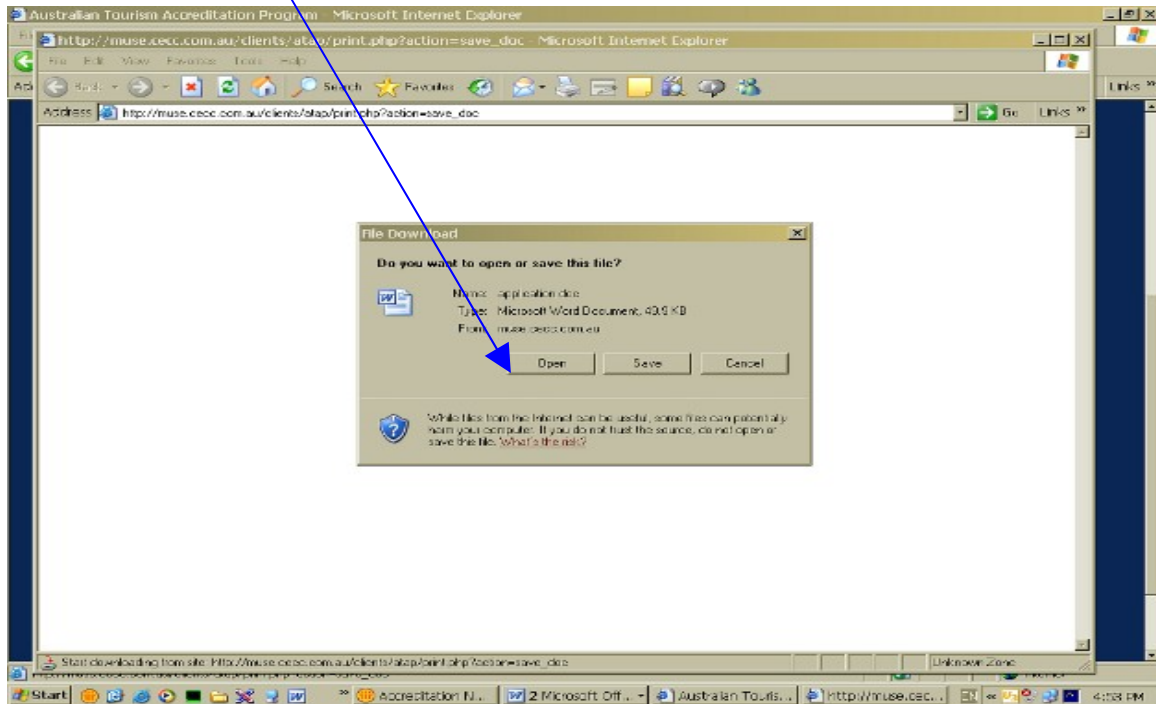 Australian Tourism Accreditation Program - Microsoft Internet Explorer
http://muse.cecc.com.au/clients/atap/print.php?action=save_doc - Microsoft Internet Explorer
File Edit View Favorites Tools Help
Back Search Favorites
Links »
Address http://muse.cecc.com.au/clients/atap/print.php?action=save_doc Go Links »
File Download
Do you want to open or save this file?
Name: application.doc
Type: Microsoft Word Document, 49.9 KB
From: muse.cecc.com.au
Open Save Cancel
While files from the Internet can be useful, some files can potentially
harm your computer. If you do not trust the source, do not open or
save this file. What's the risk?
Start downloading from site: http://muse.cecc.com.au/clients/atap/print.php?action=save_doc Unknown Zone
Start » Accreditation N... 2 Microsoft Off... Australian Touris... http://muse.cec... EN « 4:53 PM